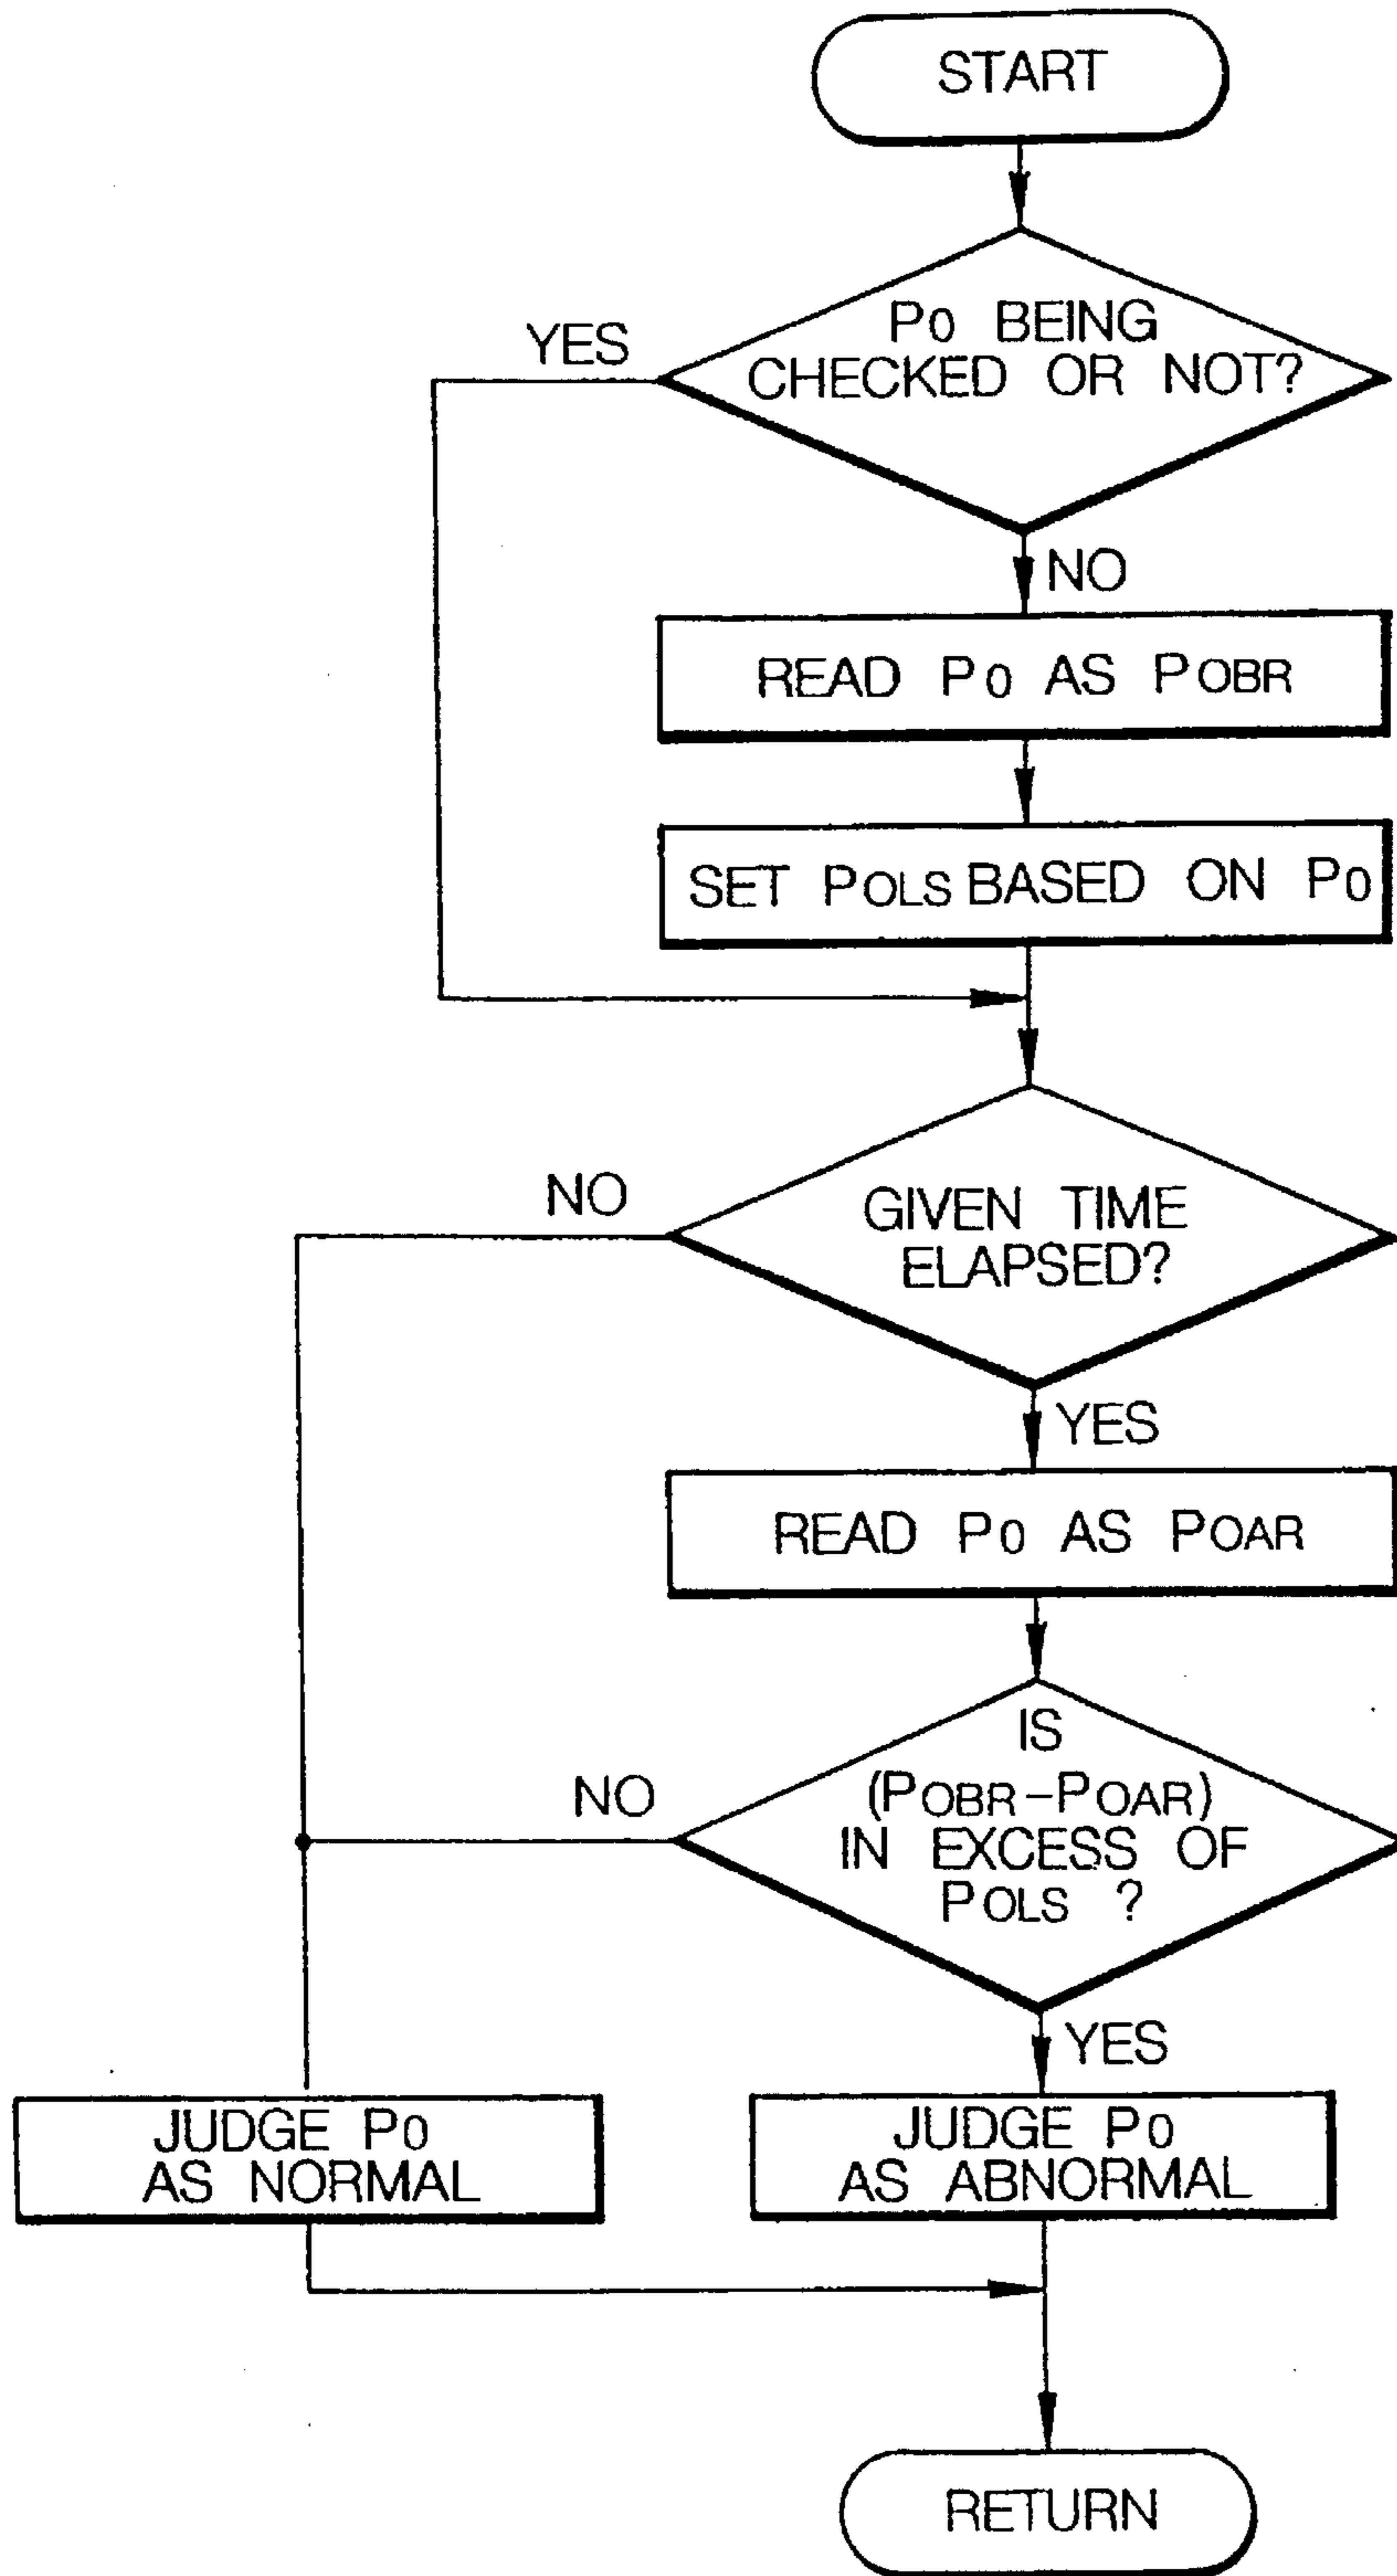 START
P0 BEING
CHECKED OR NOT?
YES
NO
READ P0 AS POBR
SET POLS BASED ON P0
GIVEN TIME
ELAPSED?
NO
YES
READ P0 AS POAR
IS
(POBR-POAR)
IN EXCESS OF
POLS ?
NO
YES
JUDGE P0
AS NORMAL
JUDGE P0
AS ABNORMAL
RETURN